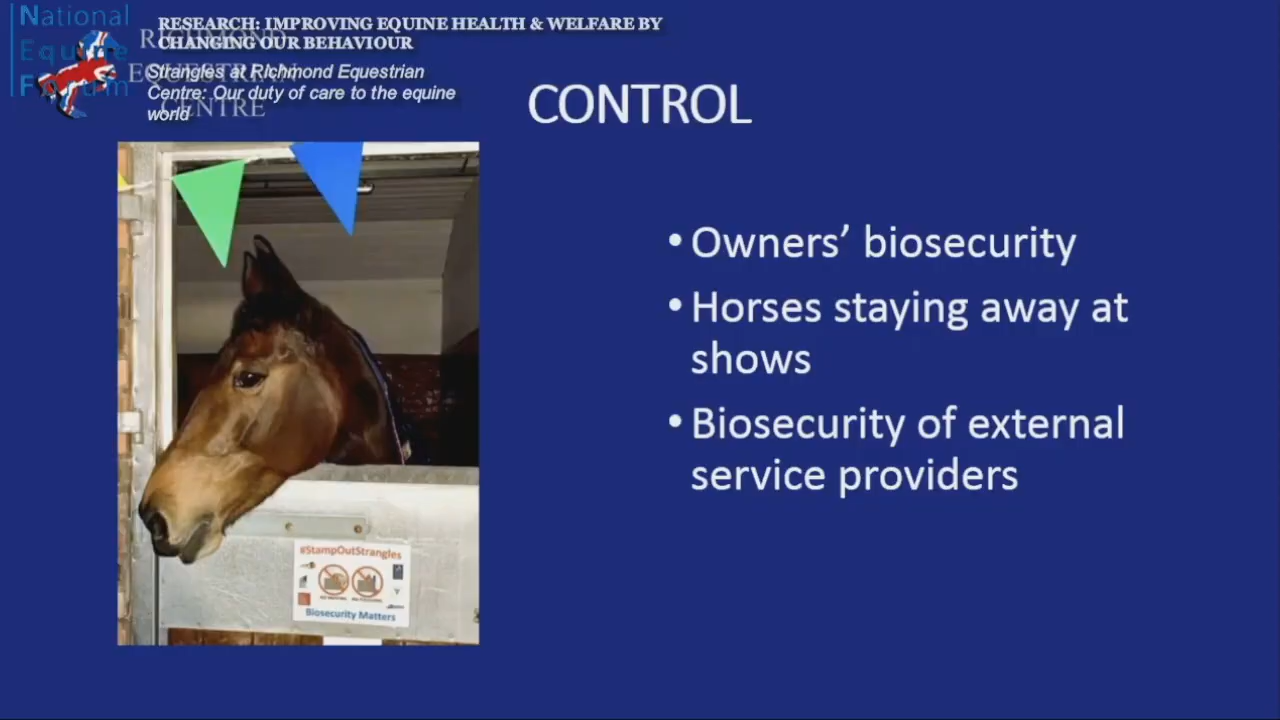 National
Equine
Forum
RESEARCH: IMPROVING EQUINE HEALTH & WELFARE BY
CHANGING OUR BEHAVIOUR
Strangles at Richmond Equestrian
Centre: Our duty of care to the equine
world
RICHMOND
EQUESTRIAN
CENTRE
CONTROL
• Owners’ biosecurity
• Horses staying away at
shows
• Biosecurity of external
service providers
#StampOutStrangles
Biosecurity Matters